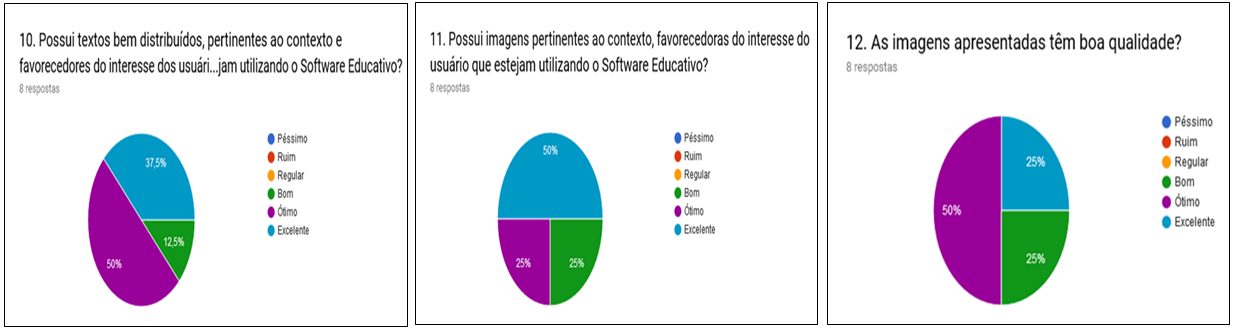 10. Possui textos bem distribuídos, pertinentes ao contexto e
favorecedores do interesse dos usuári...jam utilizando o Software Educativo?
8 respostas
37,5%
12,5%
50%
Péssimo
Ruim
Regular
Bom
Ótimo
Excelente
11. Possui imagens pertinentes ao contexto, favorecedoras do interesse do
usuário que estejam utilizando o Software Educativo?
8 respostas
50%
25%
25%
Péssimo
Ruim
Regular
Bom
Ótimo
Excelente
12. As imagens apresentadas têm boa qualidade?
8 respostas
25%
50%
25%
Péssimo
Ruim
Regular
Bom
Ótimo
Excelente